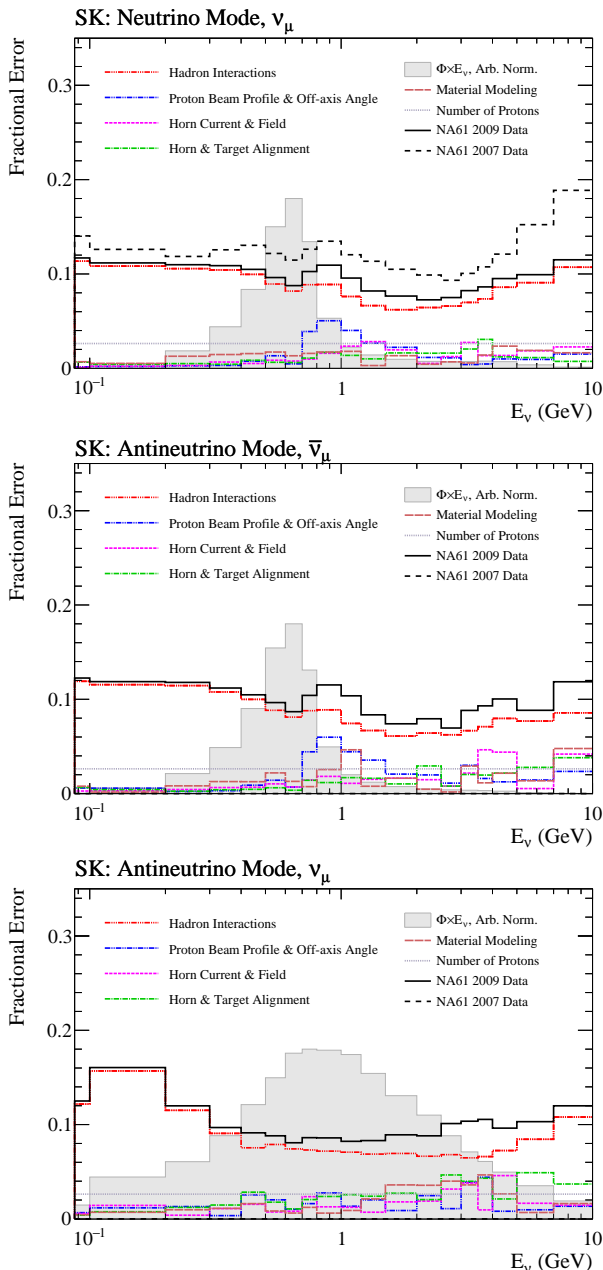 SK: Neutrino Mode, νμ
Fractional Error
0.3
0.2
0.1
0
Hadron Interactions
Proton Beam Profile & Off-axis Angle
Horn Current & Field
Horn & Target Alignment
Φ×Eν, Arb. Norm.
Material Modeling
Number of Protons
NA61 2009 Data
NA61 2007 Data
10⁻¹ 1 10
Eν (GeV)
SK: Antineutrino Mode, ν̄μ
Fractional Error
0.3
0.2
0.1
0
Hadron Interactions
Proton Beam Profile & Off-axis Angle
Horn Current & Field
Horn & Target Alignment
Φ×Eν, Arb. Norm.
Material Modeling
Number of Protons
NA61 2009 Data
NA61 2007 Data
10⁻¹ 1 10
Eν (GeV)
SK: Antineutrino Mode, νμ
Fractional Error
0.3
0.2
0.1
0
Hadron Interactions
Proton Beam Profile & Off-axis Angle
Horn Current & Field
Horn & Target Alignment
Φ×Eν, Arb. Norm.
Material Modeling
Number of Protons
NA61 2009 Data
NA61 2007 Data
10⁻¹ 1 10
Eν (GeV)